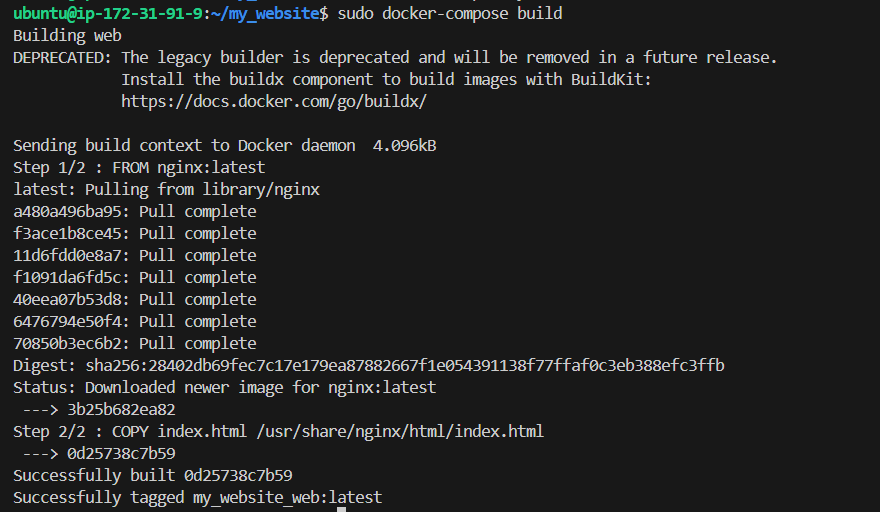 ubuntu@ip-172-31-91-9:~/my_website$ sudo docker-compose build
Building web
DEPRECATED: The legacy builder is deprecated and will be removed in a future release.
Install the buildx component to build images with BuildKit:
https://docs.docker.com/go/buildx/
Sending build context to Docker daemon  4.096kB
Step 1/2 : FROM nginx:latest
latest: Pulling from library/nginx
a480a496ba95: Pull complete
f3ace1b8ce45: Pull complete
11d6fdd0e8a7: Pull complete
f1091da6fd5c: Pull complete
40eea07b53d8: Pull complete
6476794e50f4: Pull complete
70850b3ec6b2: Pull complete
Digest: sha256:28402db69fec7c17e179ea87882667f1e054391138f77ffaf0c3eb388efc3ffb
Status: Downloaded newer image for nginx:latest
---> 3b25b682ea82
Step 2/2 : COPY index.html /usr/share/nginx/html/index.html
---> 0d25738c7b59
Successfully built 0d25738c7b59
Successfully tagged my_website_web:latest